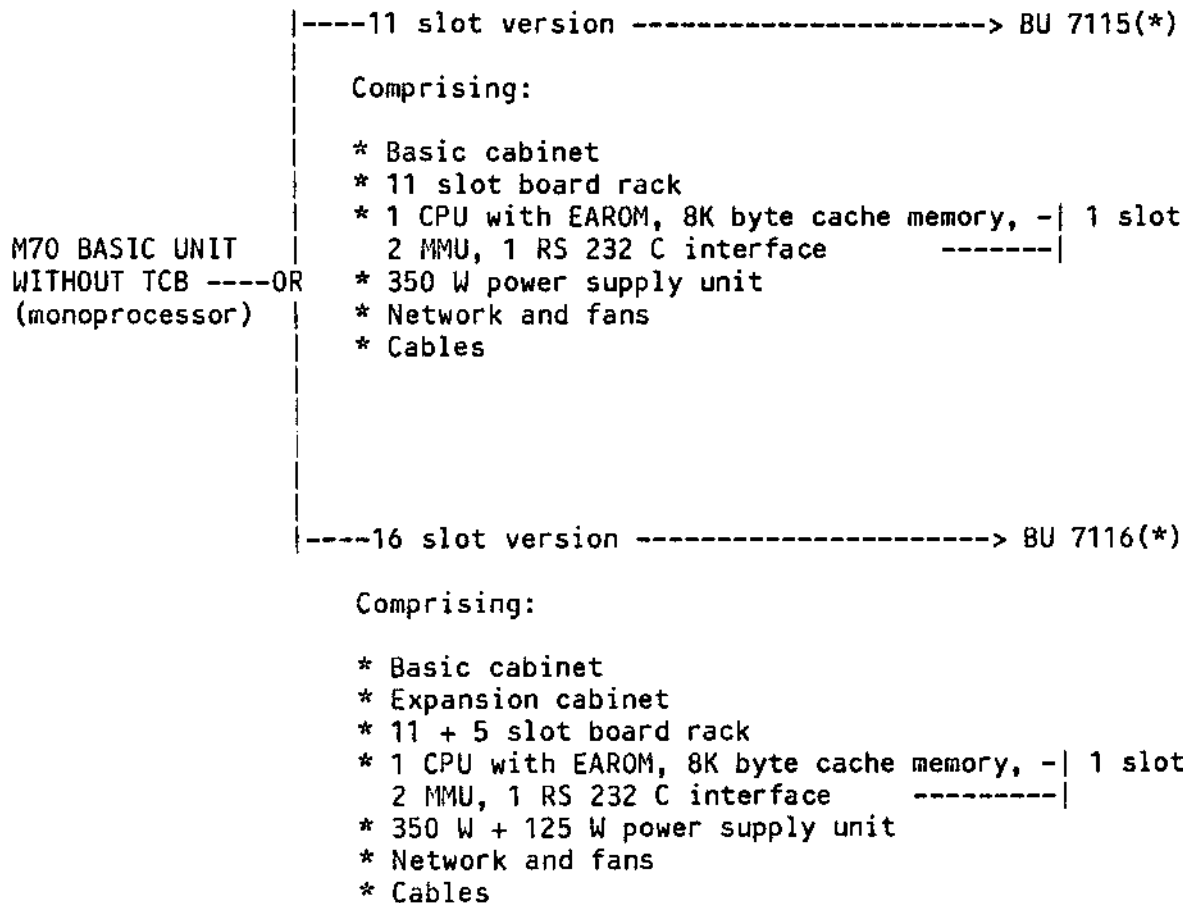 |----11 slot version ---------------------> BU 7115(*)
Comprising:
* Basic cabinet
* 11 slot board rack
* 1 CPU with EAROM, 8K byte cache memory, -| 1 slot
2 MMU, 1 RS 232 C interface -------|
M70 BASIC UNIT
WITHOUT TCB ----OR
(monoprocessor)
* 350 W power supply unit
* Network and fans
* Cables
|----16 slot version ---------------------> BU 7116(*)
Comprising:
* Basic cabinet
* Expansion cabinet
* 11 + 5 slot board rack
* 1 CPU with EAROM, 8K byte cache memory, -| 1 slot
2 MMU, 1 RS 232 C interface ---------|
* 350 W + 125 W power supply unit
* Network and fans
* Cables